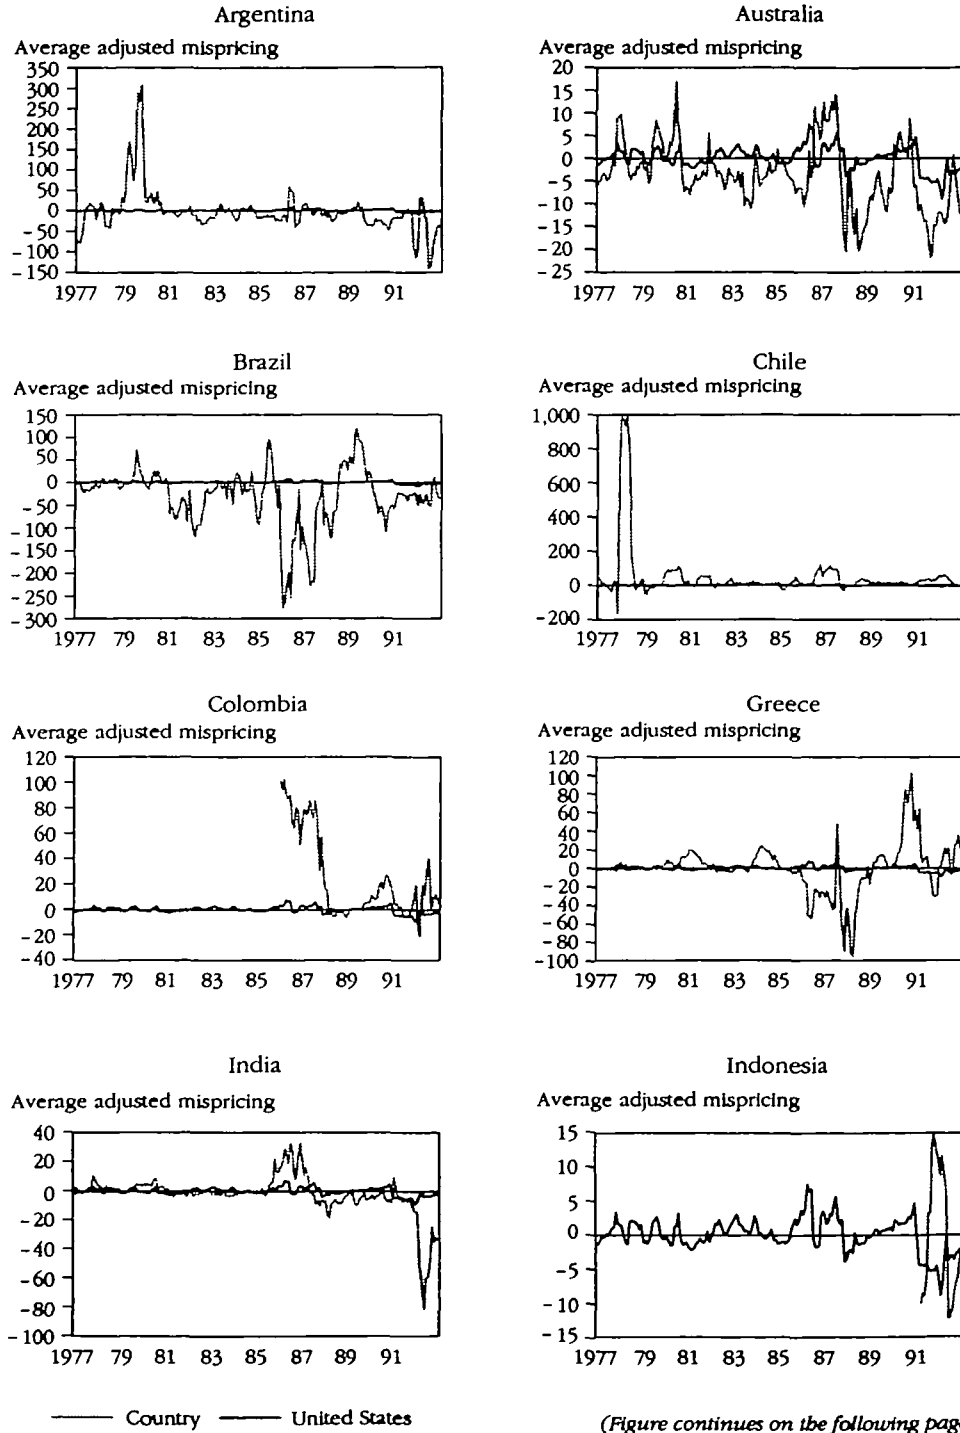 Argentina
Average adjusted mispricing
350
300
250
200
150
100
50
0
-50
-100
-150
1977 79 81 83 85 87 89 91
Australia
Average adjusted mispricing
20
15
10
5
0
-5
-10
-15
-20
-25
1977 79 81 83 85 87 89 91
Brazil
Average adjusted mispricing
150
100
50
0
-50
-100
-150
-200
-250
-300
1977 79 81 83 85 87 89 91
Chile
Average adjusted mispricing
1,000
800
600
400
200
0
-200
1977 79 81 83 85 87 89 91
Colombia
Average adjusted mispricing
120
100
80
60
40
20
0
-20
-40
1977 79 81 83 85 87 89 91
Greece
Average adjusted mispricing
120
100
80
60
40
20
0
-20
-40
-60
-80
-100
1977 79 81 83 85 87 89 91
India
Average adjusted mispricing
40
20
0
-20
-40
-60
-80
-100
1977 79 81 83 85 87 89 91
Indonesia
Average adjusted mispricing
15
10
5
0
-5
-10
-15
1977 79 81 83 85 87 89 91
Country United States
(Figure continues on the following page